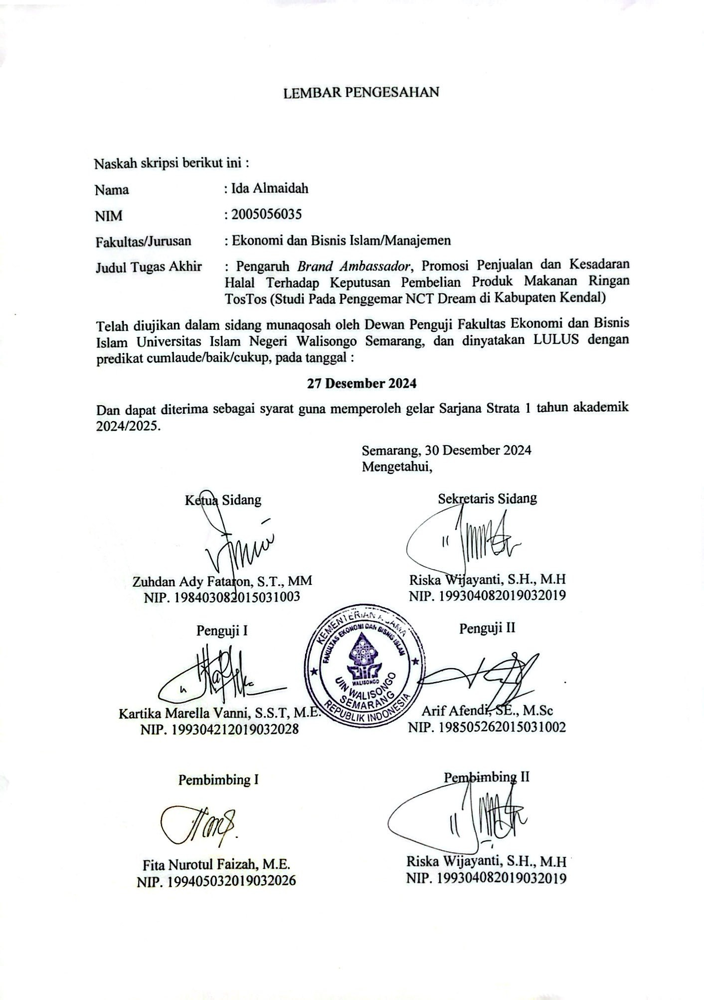 LEMBAR PENGESAHAN
Naskah skripsi berikut ini :
Nama : Ida Almaidah
NIM : 2005056035
Fakultas/Jurusan : Ekonomi dan Bisnis Islam/Manajemen
Judul Tugas Akhir : Pengaruh Brand Ambassador, Promosi Penjualan dan Kesadaran
Halal Terhadap Keputusan Pembelian Produk Makanan Ringan
TosTos (Studi Pada Penggemar NCT Dream di Kabupaten Kendal)
Telah diujikan dalam sidang munaqosah oleh Dewan Penguji Fakultas Ekonomi dan Bisnis
Islam Universitas Islam Negeri Walisongo Semarang, dan dinyatakan LULUS dengan
predikat cumlaude/baik/cukup, pada tanggal :
27 Desember 2024
Dan dapat diterima sebagai syarat guna memperoleh gelar Sarjana Strata 1 tahun akademik
2024/2025.
Semarang, 30 Desember 2024
Mengetahui,
Ketua Sidang Sekretaris Sidang
Zuhdan Ady Fataron, S.T., MM Riska Wijayanti, S.H., M.H
NIP. 198403082015031003 NIP. 199304082019032019
Penguji I Penguji II
KEMENTERIAN AGAMA
FAKULTAS EKONOMI DAN BISNIS ISLAM
WALISONGO
UIN WALISONGO
SEMARANG
REPUBLIK INDONESIA
Kartika Marella Vanni, S.S.T, M.E. Arif Afendi, SE., M.Sc
NIP. 199304212019032028 NIP. 198505262015031002
Pembimbing I Pembimbing II
Fita Nurotul Faizah, M.E. Riska Wijayanti, S.H., M.H
NIP. 199405032019032026 NIP. 199304082019032019